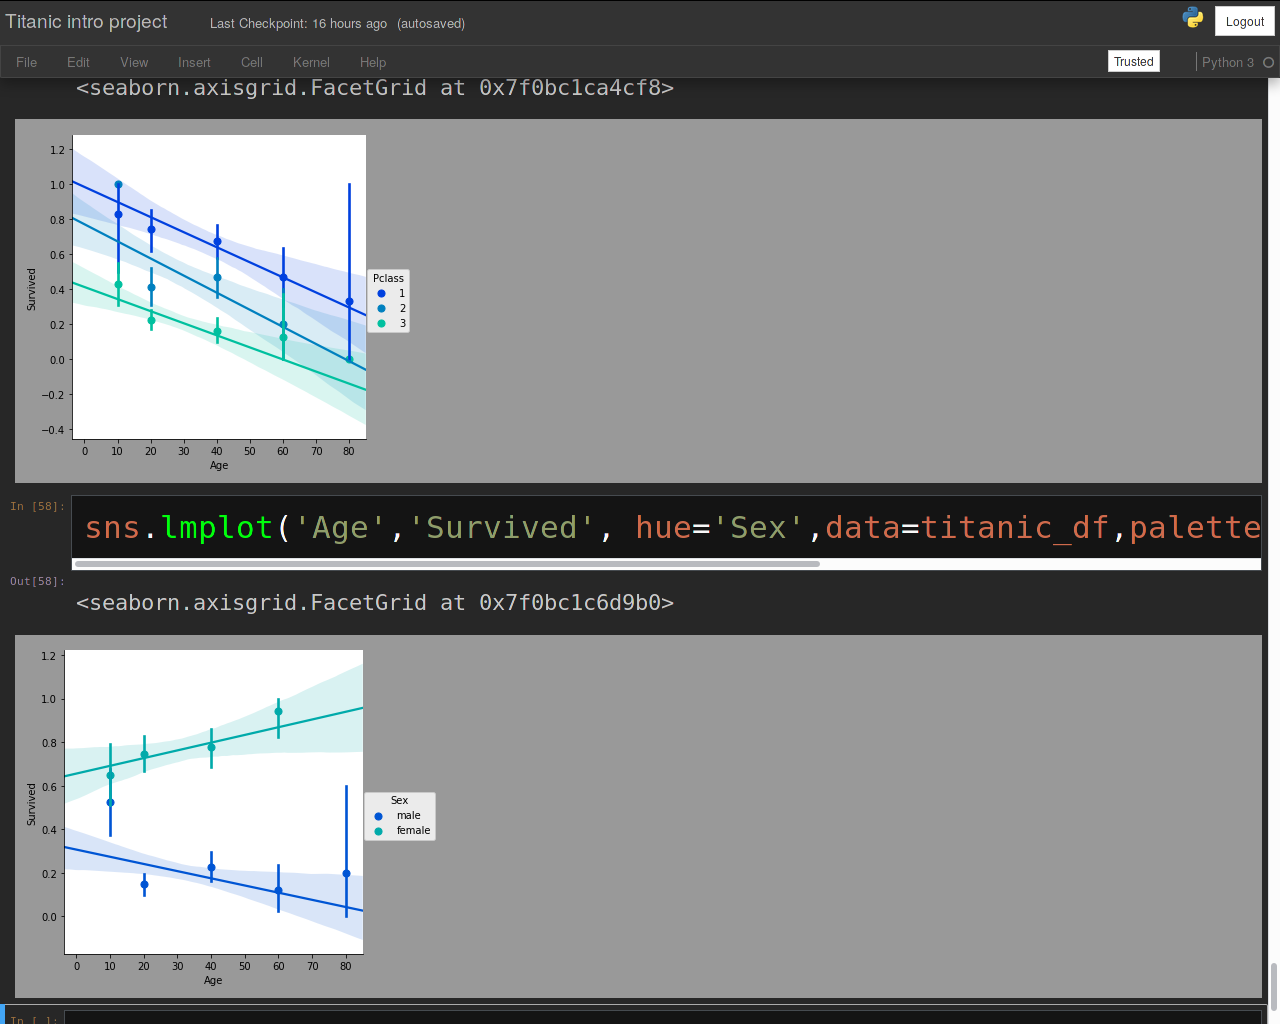 Titanic intro project Last Checkpoint: 16 hours ago (autosaved) Logout
File Edit View Insert Cell Kernel Help Trusted Python 3
<seaborn.axisgrid.FacetGrid at 0x7f0bc1ca4cf8>
1.2
1.0
0.8
0.6
0.4
0.2
0.0
−0.2
−0.4
Survived
0 10 20 30 40 50 60 70 80
Age
Pclass
1
2
3
In [58]:
sns.lmplot('Age','Survived', hue='Sex',data=titanic_df,palette
Out[58]:
<seaborn.axisgrid.FacetGrid at 0x7f0bc1c6d9b0>
1.2
1.0
0.8
0.6
0.4
0.2
0.0
Survived
0 10 20 30 40 50 60 70 80
Age
Sex
male
female
In [ ]: